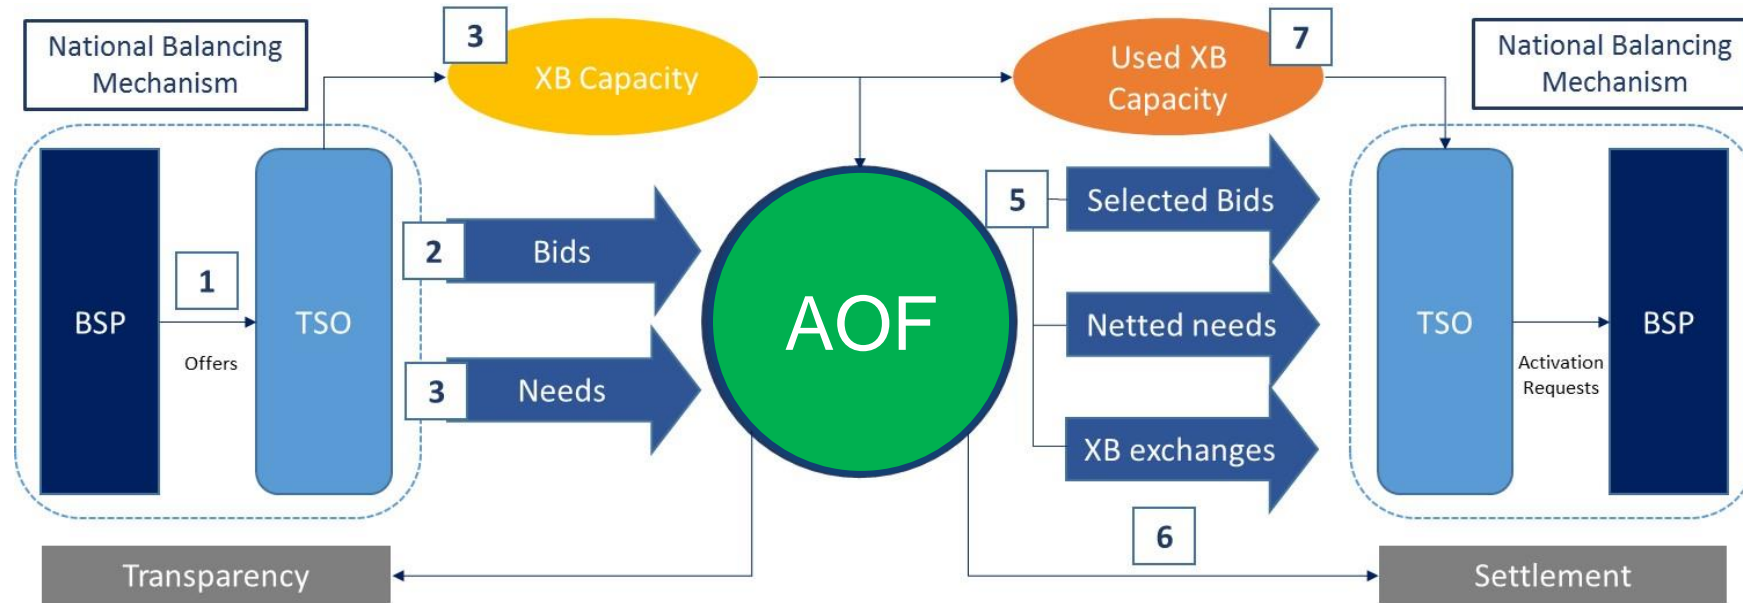 National Balancing
Mechanism
3
XB Capacity
Used XB
Capacity
7
National Balancing
Mechanism
BSP
1
Offers
TSO
2
Bids
3
Needs
AOF
5
Selected Bids
Netted needs
XB exchanges
6
TSO
Activation
Requests
BSP
Transparency
Settlement